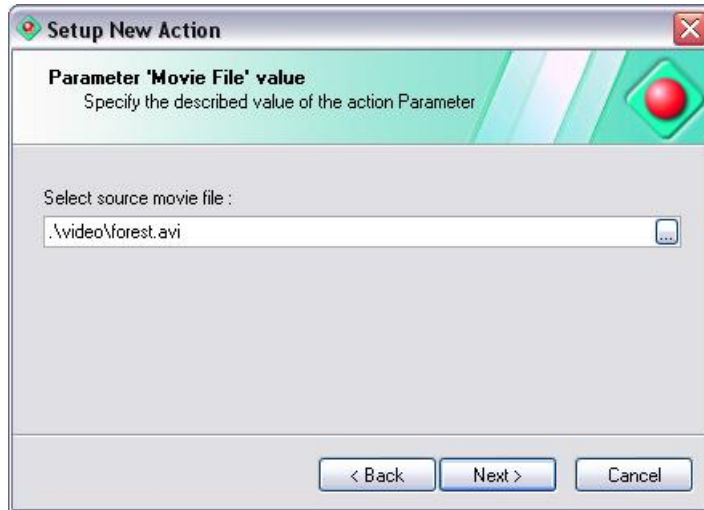 Setup New Action
Parameter 'Movie File' value
Specify the described value of the action Parameter
Select source movie file :
.\video\forest.avi
...
< Back Next > Cancel